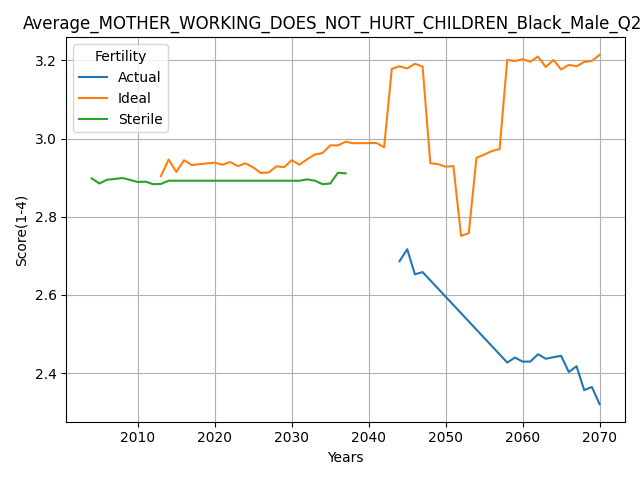 Average_MOTHER_WORKING_DOES_NOT_HURT_CHILDREN_Black_Male_Q2
Fertility
Actual
Ideal
Sterile
Score(1-4)
3.2
3.0
2.8
2.6
2.4
2010 2020 2030 2040 2050 2060 2070
Years